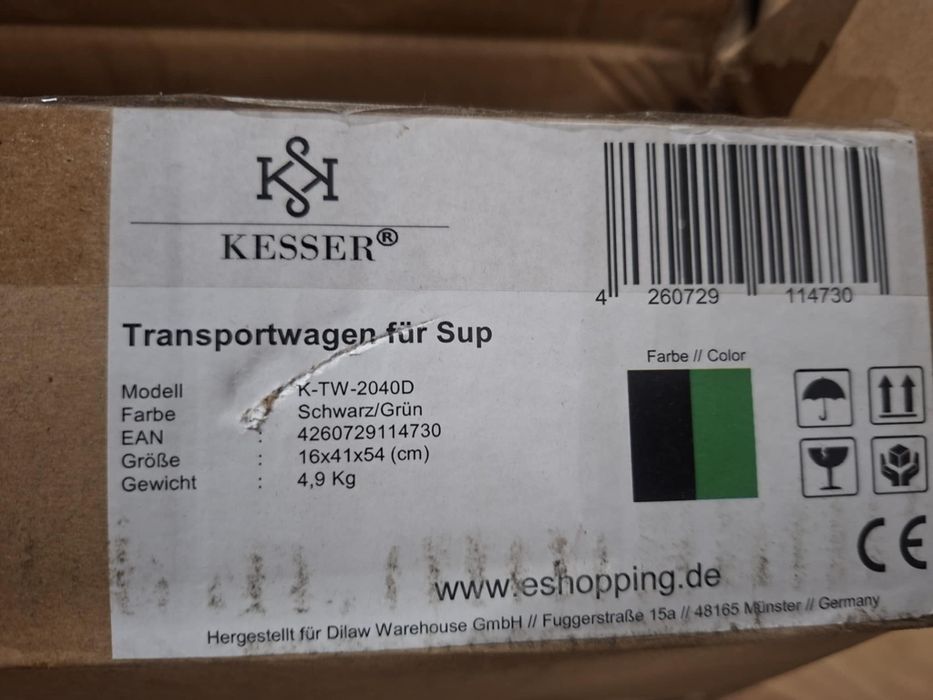 KESSER®
4 260729 114730
Transportwagen für Sup
Modell K-TW-2040D
Farbe Schwarz/Grün
EAN : 4260729114730
Größe : 16x41x54 (cm)
Gewicht : 4,9 Kg
Farbe // Color
CE
www.eshopping.de
Hergestellt für Dilaw Warehouse GmbH // Fuggerstraße 15a // 48165 Münster // Germany